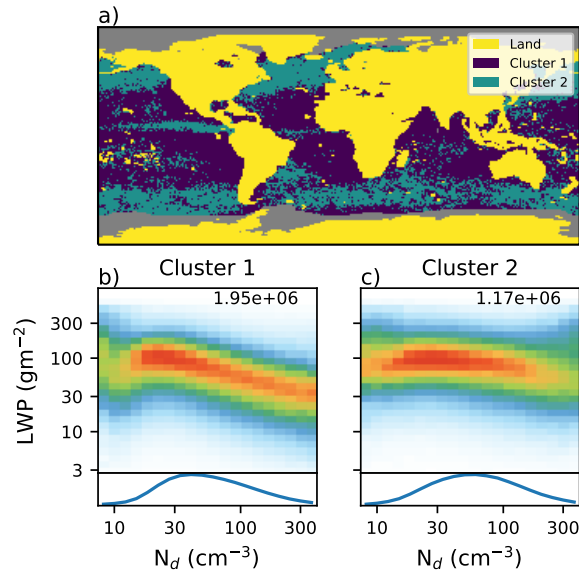 a)
Land
Cluster 1
Cluster 2
b) Cluster 1
c) Cluster 2
1.95e+06
1.17e+06
300
100
30
10
3
LWP (gm⁻²)
10 30 100 300
10 30 100 300
N_d (cm⁻³)
N_d (cm⁻³)